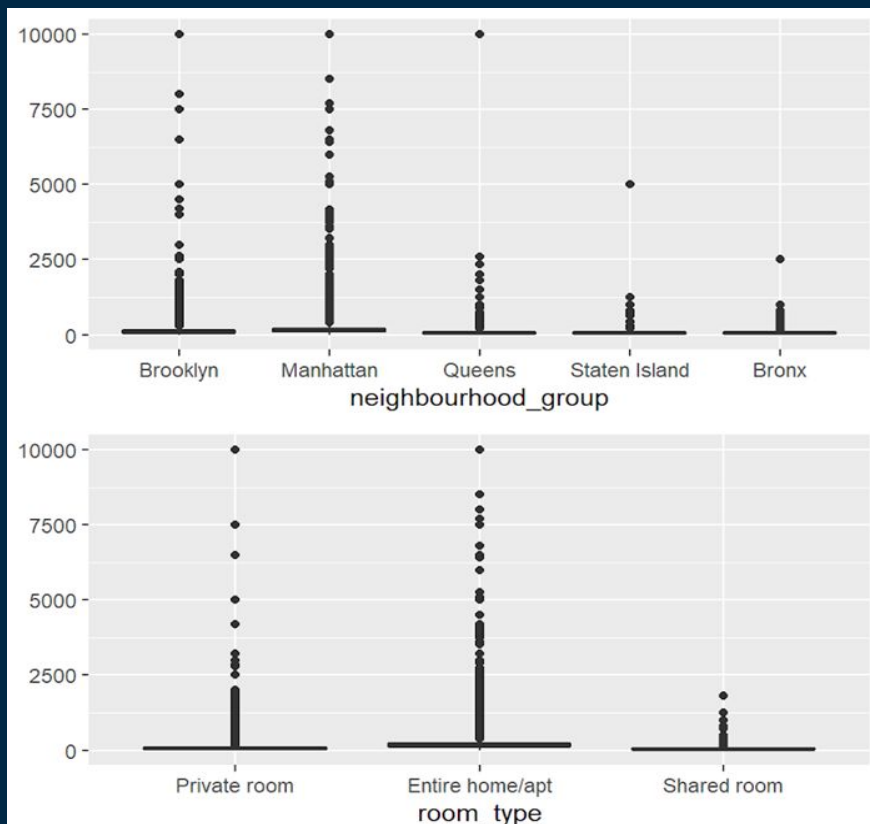 10000
7500
5000
2500
0
Brooklyn Manhattan Queens Staten Island Bronx
neighbourhood_group
10000
7500
5000
2500
0
Private room Entire home/apt Shared room
room_type